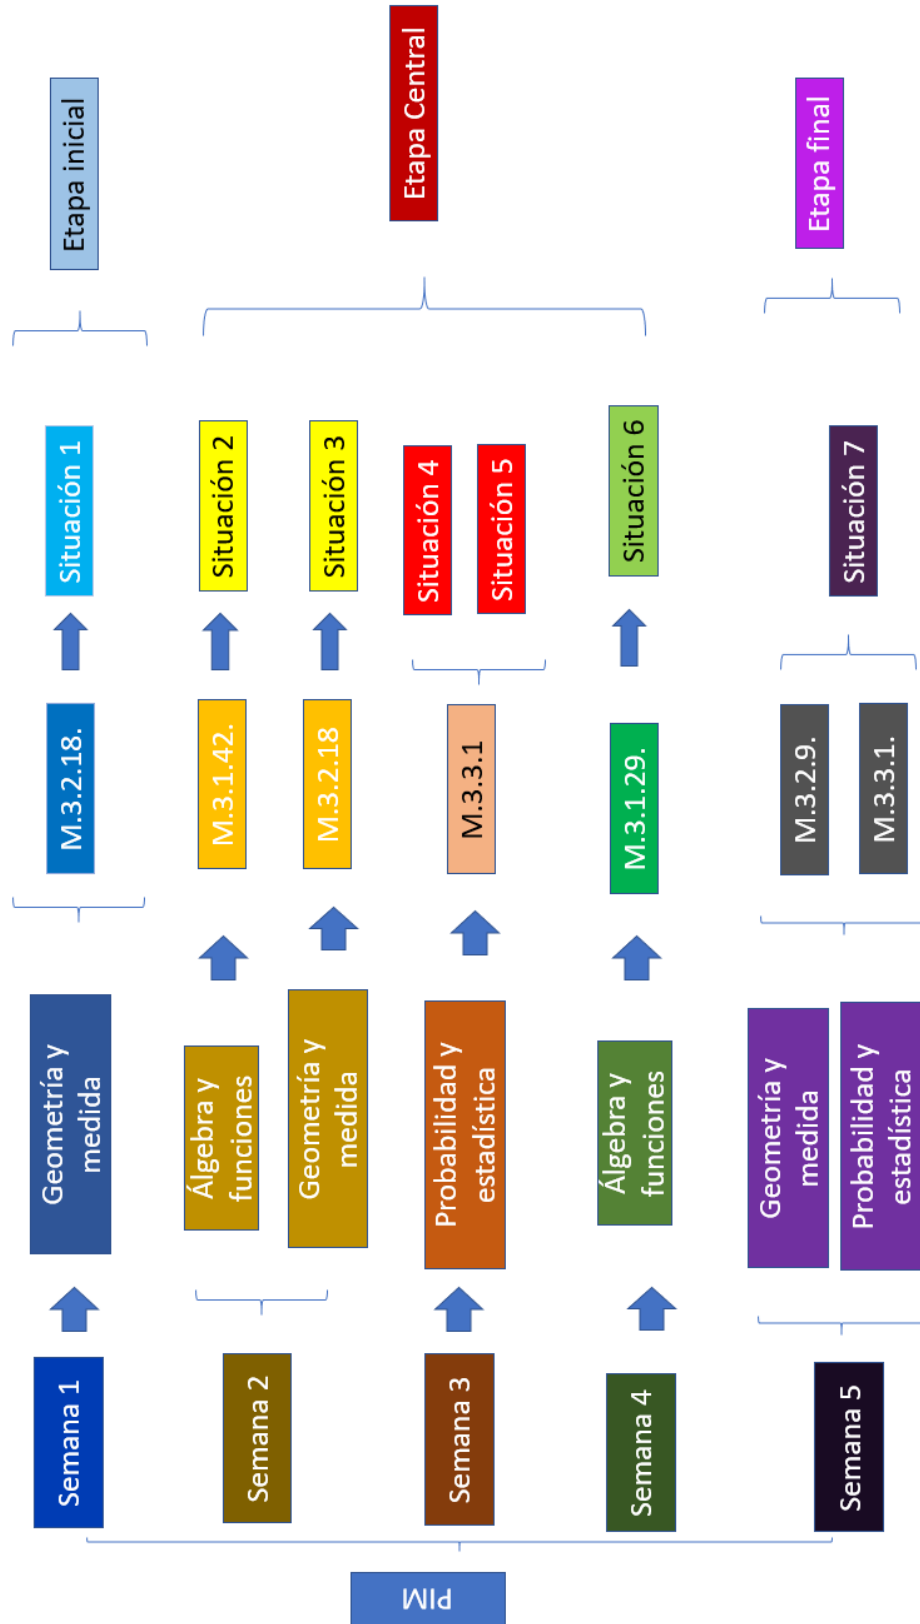 PIM
Semana 1
Geometría y
medida
M.3.2.18.
Situación 1
Etapa inicial
Semana 2
Álgebra y
funciones
M.3.1.42.
Situación 2
Geometría y
medida
M.3.2.18
Situación 3
Semana 3
Probabilidad y
estadística
M.3.3.1
Situación 4
Situación 5
Etapa Central
Semana 4
Álgebra y
funciones
M.3.1.29.
Situación 6
Semana 5
Geometría y
medida
Probabilidad y
estadística
M.3.2.9.
M.3.3.1.
Situación 7
Etapa final